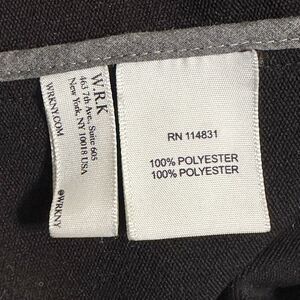 W.R.K
463 7th Ave., Suite 605
New York, NY 10018 USA
WRKNY.COM
@WRKNY
RN 114831
100% POLYESTER
100% POLYESTER